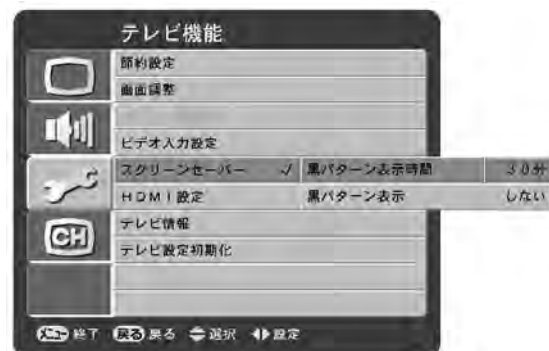 テレビ機能
節約設定
画面調整
ビデオ入力設定
スクリーンセーバー ✓ 黒パターン表示時間 30分
HDMI設定 黒パターン表示 しない
テレビ情報
CH
テレビ設定初期化
メニュー 終了 戻る 戻る 選択 設定